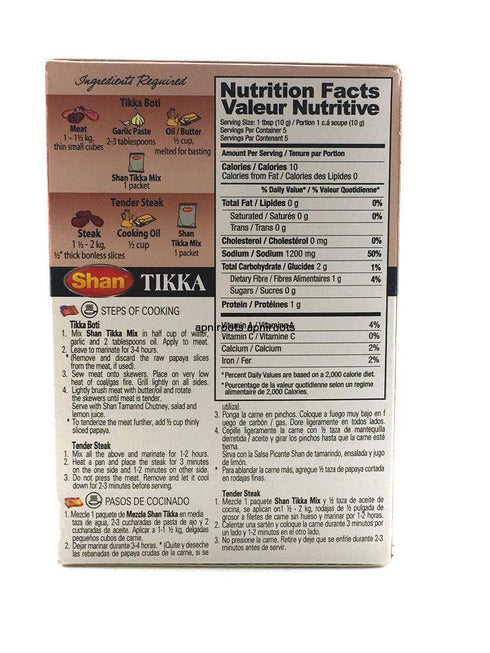 Ingredients Required
Tikka Boti
Meat
1 – 1½ kg,
thin small cubes
Garlic Paste
2-3 tablespoons
Oil / Butter
½ cup,
melted for basting
Shan Tikka Mix
1 packet
Tender Steak
Steak
1 ½ - 2 kg,
½" thick bonless slices
Cooking Oil
½ cup
Shan
Tikka Mix
1 packet
Shan TIKKA
STEPS OF COOKING
Tikka Boti
1. Mix Shan Tikka Mix in half cup of water,
garlic and 2 tablespoons oil. Apply to meat.
2. Leave to marinate for 3-4 hours.
* (Remove and discard the raw papaya slices
from the meat, if used).
3. Sew meat onto skewers. Place on very low
heat of coal/gas fire. Grill lightly on all sides.
4. Lightly brush meat with butter/oil and rotate
the skewers until meat is tender.
Serve with Shan Tamarind Chutney, salad and
lemon juice.
* To tenderize the meat further, add ½ cup thinly
sliced papaya.
Tender Steak
1. Mix all the above and marinate for 1-2 hours.
2. Heat a pan and place the steak for 3 minutes
on the one side and 1-2 minutes on other side.
3. Do not press the meat. Remove and let it cool
down for 2-3 minutes before serving.
PASOS DE COCINADO
1. Mezcle 1 paquete de Mezcla Shan Tikka en media
taza de agua, 2-3 cucharadas de pasta de ajo y 2
cucharadas de aceite. Aplicar a 1-1 ½ kg, delgadas
pequeños cubos de carne.
2. Dejar marinar durante 3-4 horas. * (Quite y deseche
las rebanadas de papaya crudas de la carne, si se
Nutrition Facts
Valeur Nutritive
Serving Size: 1 tbsp (10 g) / Portion 1 c.á soupe (10 g)
Servings Per Container 5
Servings Par Contenant 5
Amount Per Serving / Tenure par Portion
Calories / Calories 10
Calories from Fat / Calories des Lipides 0
% Daily Value* / % Valeur Quotidienne*
Total Fat / Lipides 0 g 0%
Saturated / Saturés 0 g 0%
Trans / Trans 0 g
Cholesterol / Cholestérol 0 mg 0%
Sodium / Sodium 1200 mg 50%
Total Carbohydrate / Glucides 2 g 1%
Dietary Fibre / Fibres Alimentaires 1 g 4%
Sugars / Sucres 0 g
Protein / Protéines 1 g
Vitamin A / Vitamine A 4%
Vitamin C / Vitamine C 0%
Calcium / Calcium 2%
Iron / Fer 2%
*Percent Daily Values are based on a 2,000 calorie diet.
*Pourcentage de la valeur quotidienne selon un regime
alimentaire de 2,000 Calories.
apniroots apniroots
utiliza).
3. Ponga la carne en pinchos. Coloque a fuego muy bajo en f
uego de carbón / gas. Dore ligeramente en todos lados.
4. Cepille ligeramente la carne con ½ taza de mantequilla
derretida / aceite y girar los pinchos hasta que la carne esté
tierna.
Sirva con la Salsa Picante Shan de tamarindo, ensalada y jugo
de limón.
* Para ablandar la carne más, agregue ½ taza de papaya cortada
en rodajas finas.
Tender Steak
1. Mezcle 1 paquete Shan Tikka Mix y ½ taza de aceite de
cocina, se aplican on1 ½ - 2 kg, rodajas de ½ pulgada de
grosor a filetes de carne sin hueso y marinar por 1-2 horas.
2. Calentar una sartén y coloque la carne durante 3 minutos por
un lado y 1-2 minutos en el otro lado.
3. No presione la carne. Retire y deje que se enfríe durante 2-3
minutos antes de servir.